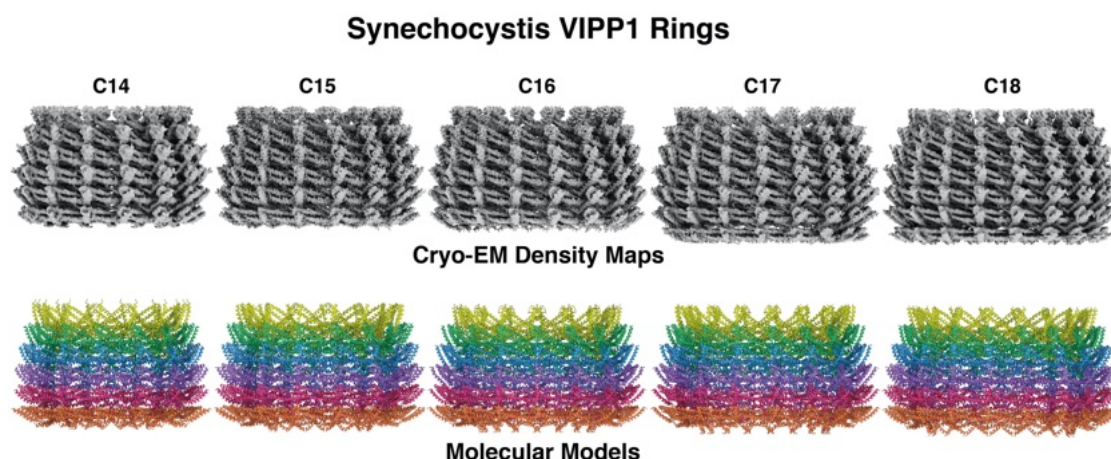 Synechocystis VIPP1 Rings
C14 C15 C16 C17 C18
Cryo-EM Density Maps
Molecular Models